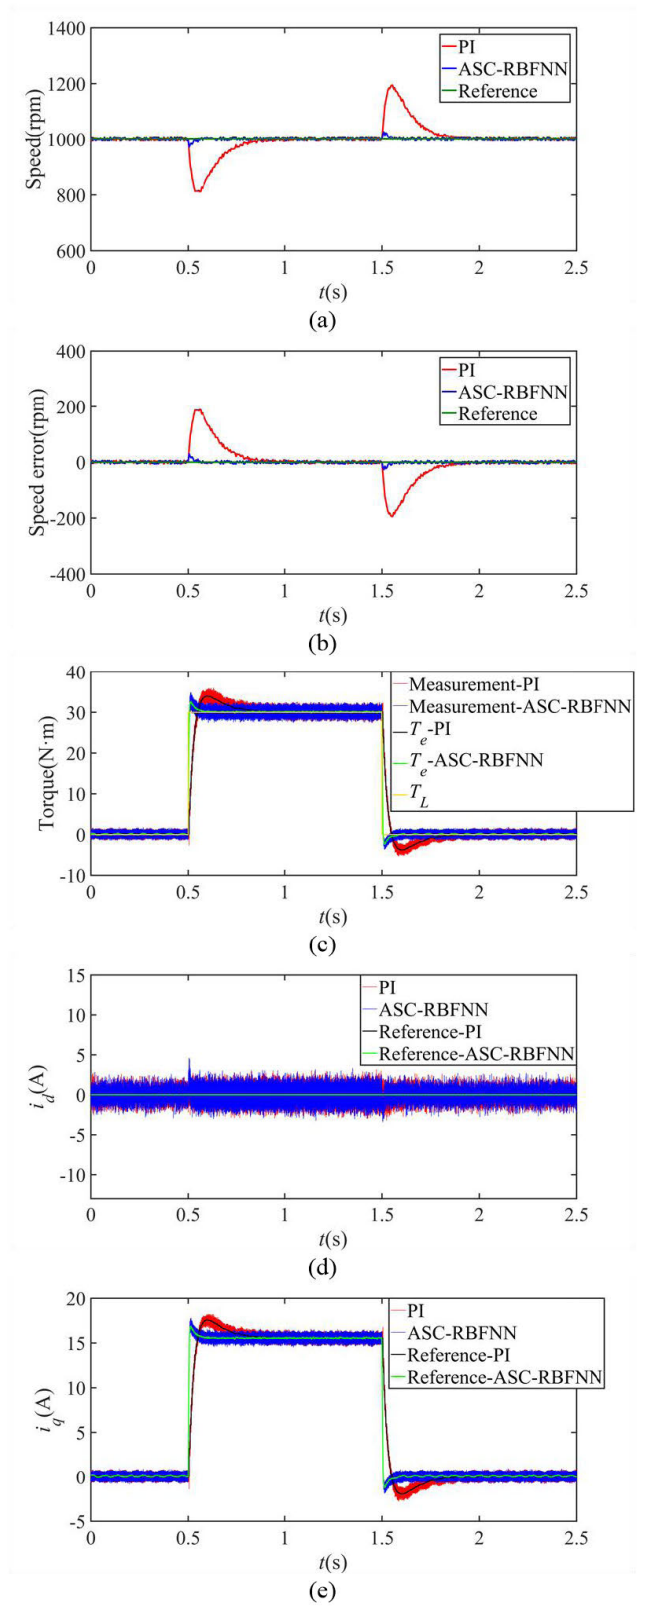 1400
1200
1000
800
600
Speed(rpm)
PI
ASC-RBFNN
Reference
0 0.5 1 1.5 2 2.5
t(s)
(a)
400
200
0
-200
-400
Speed error(rpm)
PI
ASC-RBFNN
Reference
0 0.5 1 1.5 2 2.5
t(s)
(b)
40
30
20
10
0
-10
Torque(N·m)
Measurement-PI
Measurement-ASC-RBFNN
Te-PI
Te-ASC-RBFNN
TL
0 0.5 1 1.5 2 2.5
t(s)
(c)
15
10
5
0
-5
-10
id(A)
PI
ASC-RBFNN
Reference-PI
Reference-ASC-RBFNN
0 0.5 1 1.5 2 2.5
t(s)
(d)
20
15
10
5
0
-5
iq(A)
PI
ASC-RBFNN
Reference-PI
Reference-ASC-RBFNN
0 0.5 1 1.5 2 2.5
t(s)
(e)